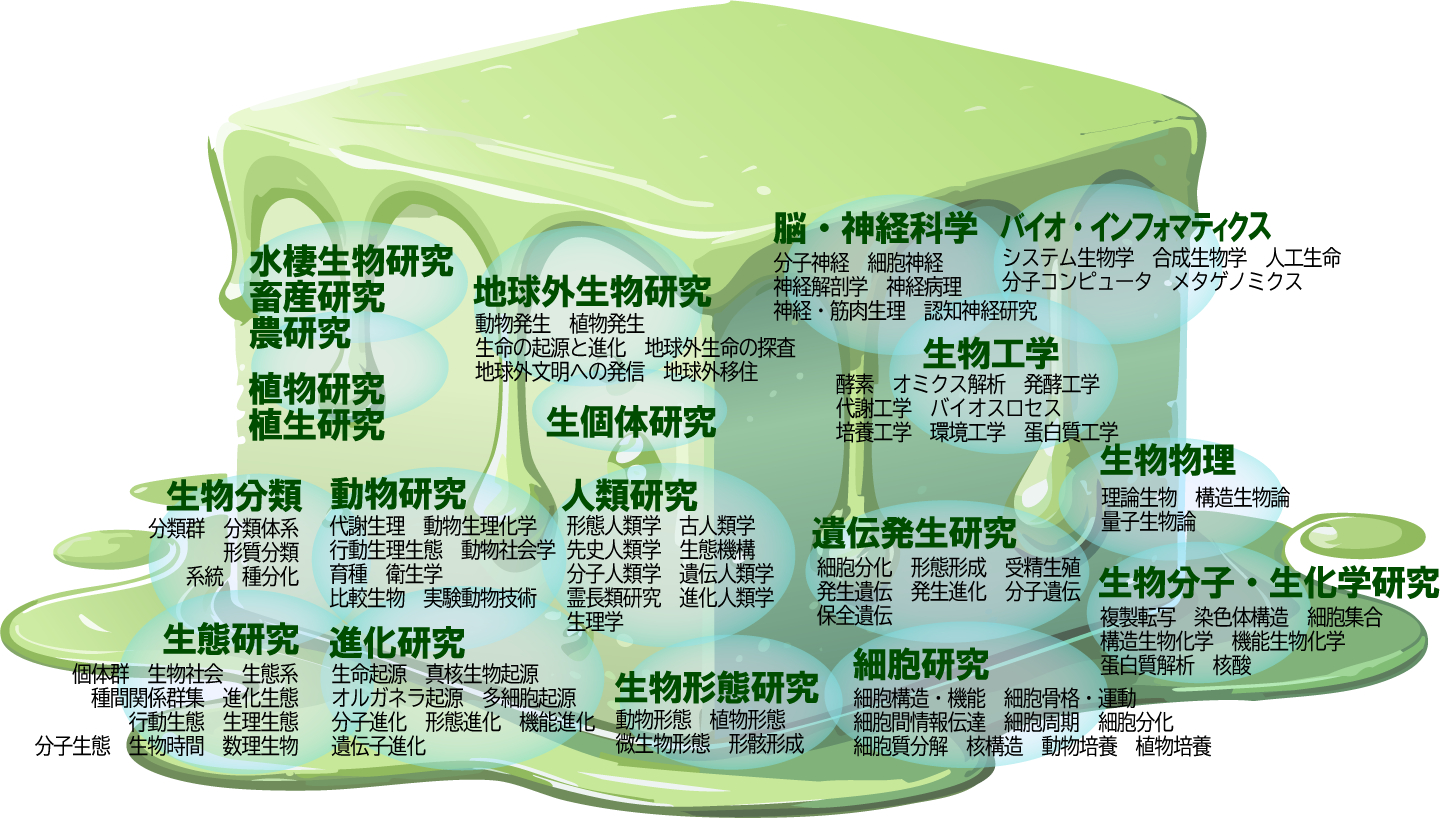 水棲生物研究
畜産研究
農研究
植物研究
植生研究
地球外生物研究
動物発生　植物発生
生命の起源と進化　地球外生命の探査
地球外文明への発信　地球外移住
生個体研究
脳・神経科学
分子神経　細胞神経
神経解剖学　神経病理
神経・筋肉生理　認知神経研究
バイオ・インフォマティクス
システム生物学　合成生物学　人工生命
分子コンピュータ　メタゲノミクス
生物工学
酵素　オミクス解析　発酵工学
代謝工学　バイオスロセス
培養工学　環境工学　蛋白質工学
生物物理
理論生物　構造生物論
量子生物論
生物分類
分類群　分類体系
形質分類
系統　種分化
動物研究
代謝生理　動物生理化学
行動生理生態　動物社会学
育種　衛生学
比較生物　実験動物技術
人類研究
形態人類学　古人類学
先史人類学　生態機構
分子人類学　遺伝人類学
霊長類研究　進化人類学
生理学
遺伝発生研究
細胞分化　形態形成　受精生殖
発生遺伝　発生進化　分子遺伝
保全遺伝
生物分子・生化学研究
複製転写　染色体構造　細胞集合
構造生物化学　機能生物化学
蛋白質解析　核酸
生態研究
個体群　生物社会　生態系
種間関係群集　進化生態
行動生態　生理生態
分子生態　生物時間　数理生物
進化研究
生命起源　真核生物起源
オルガネラ起源　多細胞起源
分子進化　形態進化　機能進化
遺伝子進化
生物形態研究
動物形態　植物形態
微生物形態　形骸形成
細胞研究
細胞構造・機能　細胞骨格・運動
細胞間情報伝達　細胞周期　細胞分化
細胞質分解　核構造　動物培養　植物培養